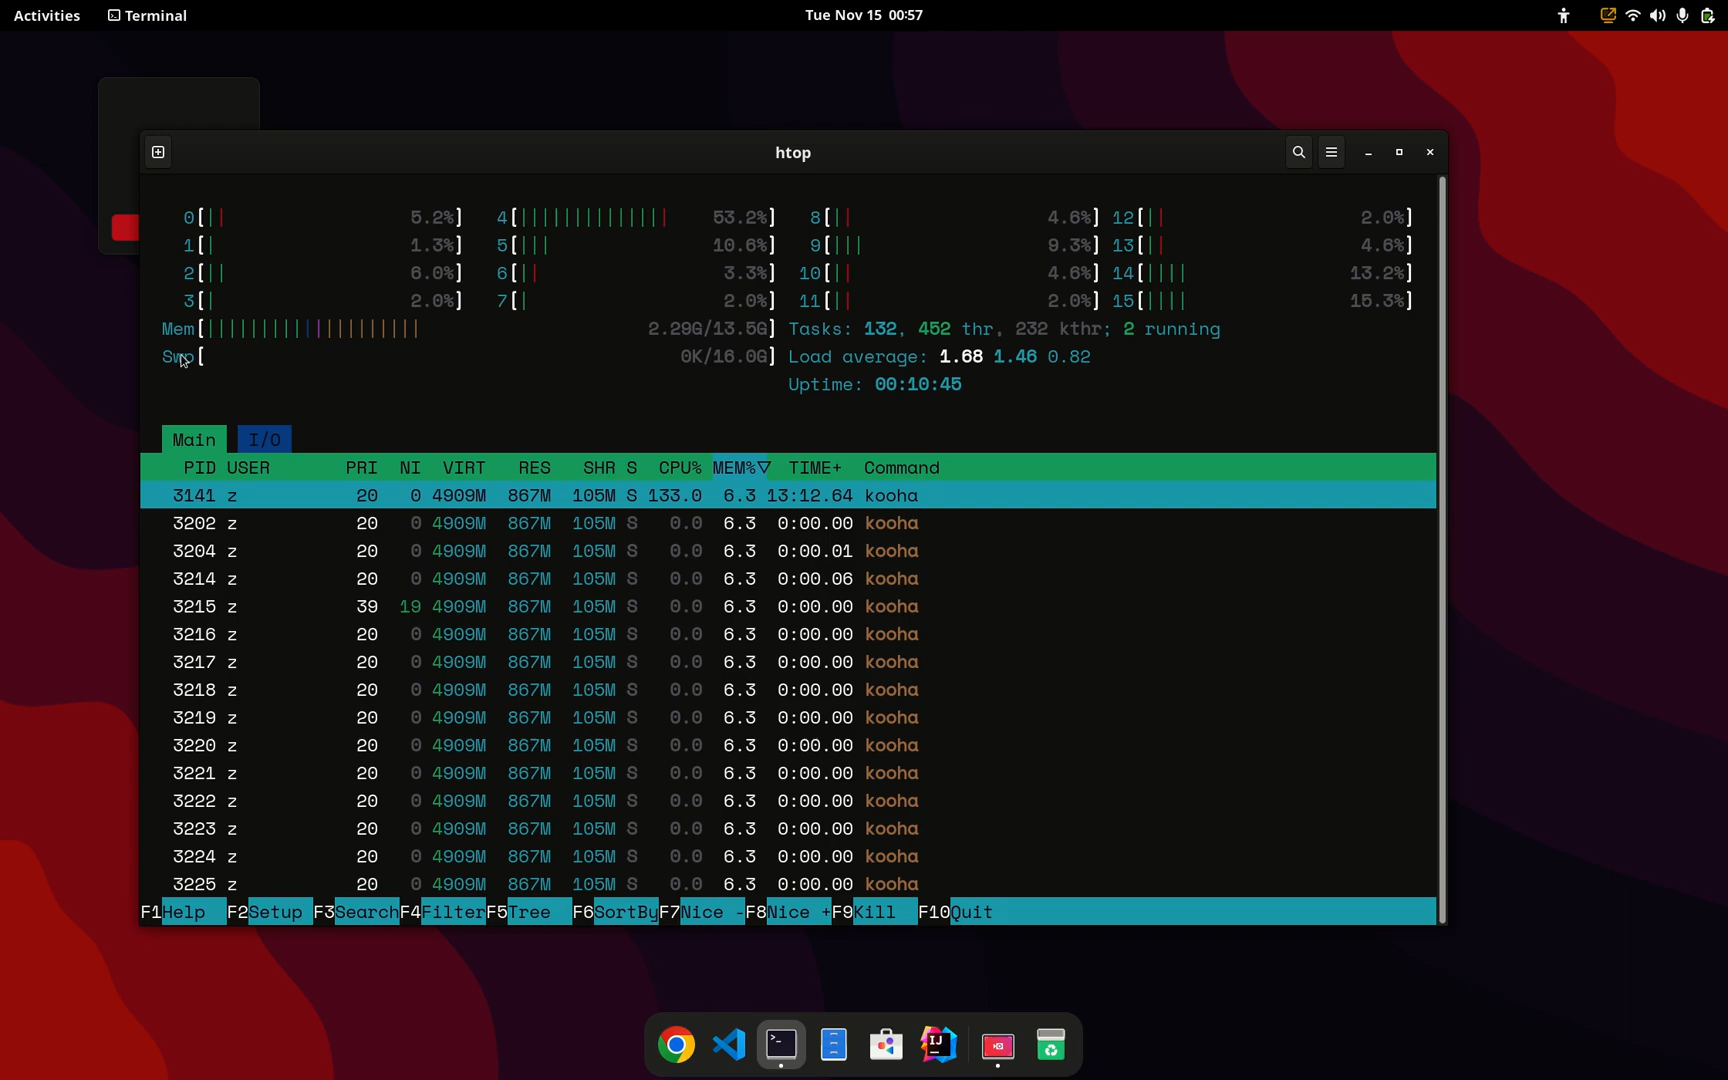 Activities Terminal Tue Nov 15 00:57
htop
0[|| 5.2%] 4[|||||||||||||| 53.2%] 8[|| 4.6%] 12[|| 2.0%]
1[| 1.3%] 5[||| 10.6%] 9[||| 9.3%] 13[|| 4.6%]
2[|| 6.0%] 6[|| 3.3%] 10[|| 4.6%] 14[|||| 13.2%]
3[| 2.0%] 7[| 2.0%] 11[|| 2.0%] 15[|||| 15.3%]
Mem[|||||||||||||||||||| 2.29G/13.5G] Tasks: 132, 452 thr, 232 kthr; 2 running
Swp[ 0K/16.0G] Load average: 1.68 1.46 0.82
Uptime: 00:10:45
Main I/O
PID USER PRI NI VIRT RES SHR S CPU% MEM%▽ TIME+ Command
3141 z 20 0 4909M 867M 105M S 133.0 6.3 13:12.64 kooha
3202 z 20 0 4909M 867M 105M S 0.0 6.3 0:00.00 kooha
3204 z 20 0 4909M 867M 105M S 0.0 6.3 0:00.01 kooha
3214 z 20 0 4909M 867M 105M S 0.0 6.3 0:00.06 kooha
3215 z 39 19 4909M 867M 105M S 0.0 6.3 0:00.00 kooha
3216 z 20 0 4909M 867M 105M S 0.0 6.3 0:00.00 kooha
3217 z 20 0 4909M 867M 105M S 0.0 6.3 0:00.00 kooha
3218 z 20 0 4909M 867M 105M S 0.0 6.3 0:00.00 kooha
3219 z 20 0 4909M 867M 105M S 0.0 6.3 0:00.00 kooha
3220 z 20 0 4909M 867M 105M S 0.0 6.3 0:00.00 kooha
3221 z 20 0 4909M 867M 105M S 0.0 6.3 0:00.00 kooha
3222 z 20 0 4909M 867M 105M S 0.0 6.3 0:00.00 kooha
3223 z 20 0 4909M 867M 105M S 0.0 6.3 0:00.00 kooha
3224 z 20 0 4909M 867M 105M S 0.0 6.3 0:00.00 kooha
3225 z 20 0 4909M 867M 105M S 0.0 6.3 0:00.00 kooha
F1Help F2Setup F3SearchF4FilterF5Tree F6SortByF7Nice -F8Nice +F9Kill F10Quit
IJ